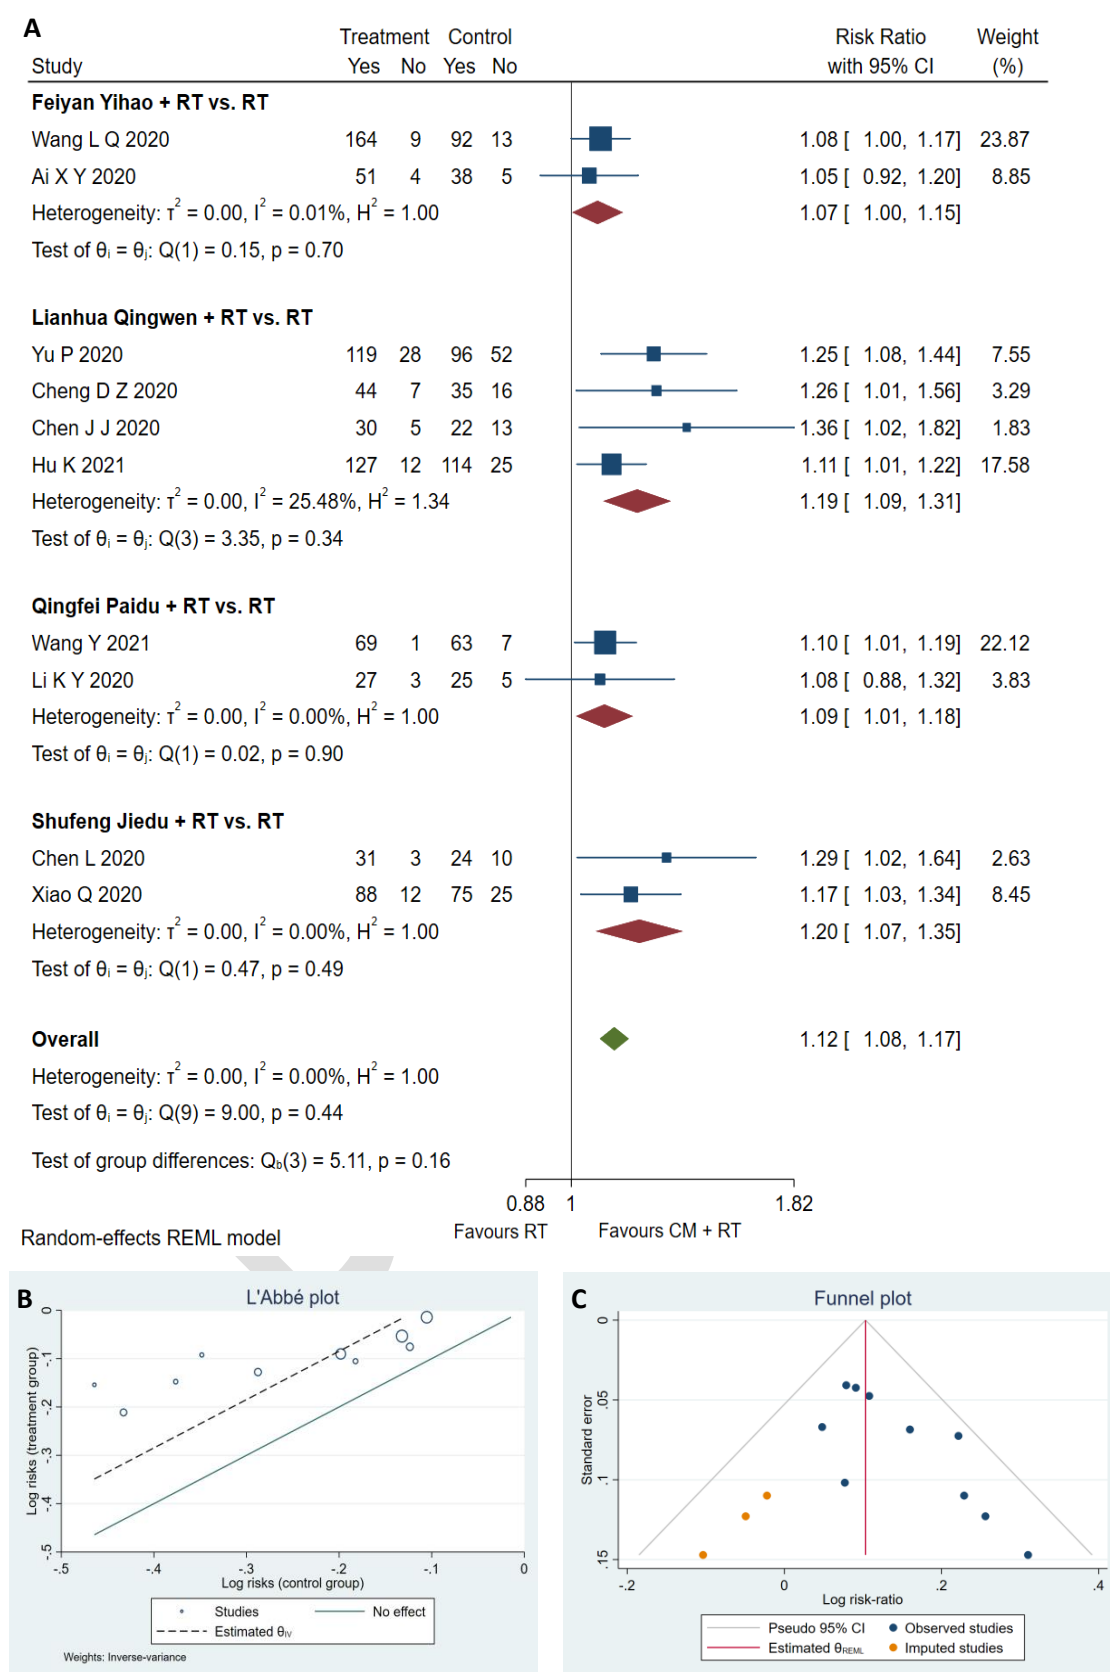 A
Treatment Control Risk Ratio Weight
Study Yes No Yes No with 95% CI (%)
Feiyan Yihao + RT vs. RT
Wang L Q 2020 164 9 92 13 1.08 [ 1.00, 1.17] 23.87
Ai X Y 2020 51 4 38 5 1.05 [ 0.92, 1.20] 8.85
Heterogeneity: τ² = 0.00, I² = 0.01%, H² = 1.00 1.07 [ 1.00, 1.15]
Test of θᵢ = θⱼ: Q(1) = 0.15, p = 0.70
Lianhua Qingwen + RT vs. RT
Yu P 2020 119 28 96 52 1.25 [ 1.08, 1.44] 7.55
Cheng D Z 2020 44 7 35 16 1.26 [ 1.01, 1.56] 3.29
Chen J J 2020 30 5 22 13 1.36 [ 1.02, 1.82] 1.83
Hu K 2021 127 12 114 25 1.11 [ 1.01, 1.22] 17.58
Heterogeneity: τ² = 0.00, I² = 25.48%, H² = 1.34 1.19 [ 1.09, 1.31]
Test of θᵢ = θⱼ: Q(3) = 3.35, p = 0.34
Qingfei Paidu + RT vs. RT
Wang Y 2021 69 1 63 7 1.10 [ 1.01, 1.19] 22.12
Li K Y 2020 27 3 25 5 1.08 [ 0.88, 1.32] 3.83
Heterogeneity: τ² = 0.00, I² = 0.00%, H² = 1.00 1.09 [ 1.01, 1.18]
Test of θᵢ = θⱼ: Q(1) = 0.02, p = 0.90
Shufeng Jiedu + RT vs. RT
Chen L 2020 31 3 24 10 1.29 [ 1.02, 1.64] 2.63
Xiao Q 2020 88 12 75 25 1.17 [ 1.03, 1.34] 8.45
Heterogeneity: τ² = 0.00, I² = 0.00%, H² = 1.00 1.20 [ 1.07, 1.35]
Test of θᵢ = θⱼ: Q(1) = 0.47, p = 0.49
Overall 1.12 [ 1.08, 1.17]
Heterogeneity: τ² = 0.00, I² = 0.00%, H² = 1.00
Test of θᵢ = θⱼ: Q(9) = 9.00, p = 0.44
Test of group differences: Q_b(3) = 5.11, p = 0.16
0.88 1 1.82
Favours RT Favours CM + RT
Random-effects REML model
B
L'Abbé plot
Log risks (treatment group)
0
-.1
-.2
-.3
-.4
-.5
-.5 -.4 -.3 -.2 -.1 0
Log risks (control group)
Studies No effect
Estimated θ_IV
Weights: Inverse-variance
C
Funnel plot
Standard error
0
.05
.1
.15
-.2 0 .2 .4
Log risk-ratio
Pseudo 95% CI Observed studies
Estimated θ_REML Imputed studies